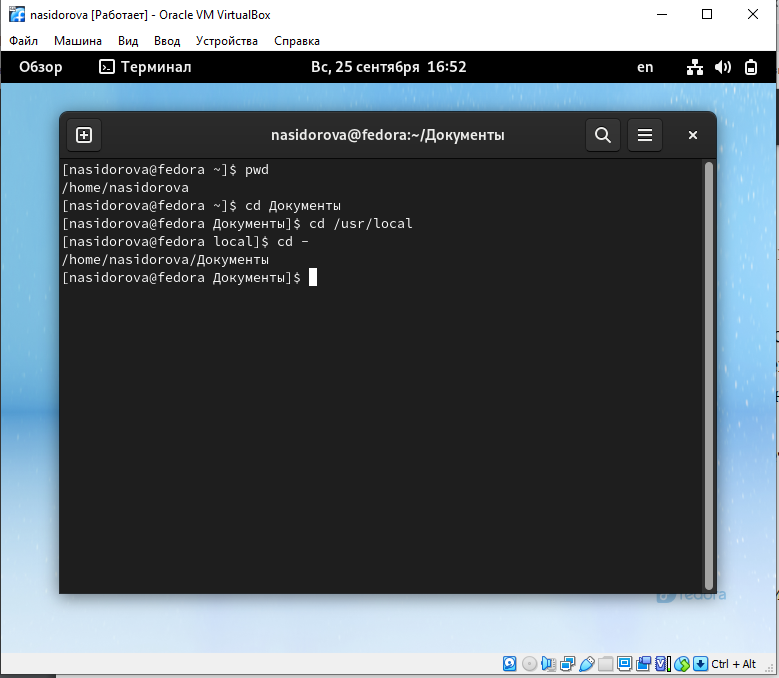 nasidorova [Работает] - Oracle VM VirtualBox
Файл Машина Вид Ввод Устройства Справка
Обзор Терминал Вс, 25 сентября 16:52 en
nasidorova@fedora:~/Документы
[nasidorova@fedora ~]$ pwd
/home/nasidorova
[nasidorova@fedora ~]$ cd Документы
[nasidorova@fedora Документы]$ cd /usr/local
[nasidorova@fedora local]$ cd -
/home/nasidorova/Документы
[nasidorova@fedora Документы]$
fedora
Ctrl + Alt